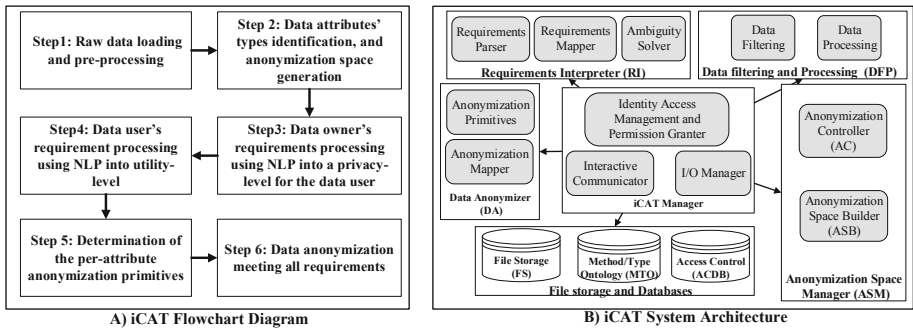 Step1: Raw data loading
and pre-processing
Step 2: Data attributes'
types identification, and
anonymization space
generation
Step4: Data user's
requirement processing
using NLP into utility-
level
Step3: Data owner's
requirements processing
using NLP into a privacy-
level for the data user
Step 5: Determination of
the per-attribute
anonymization primitives
Step 6: Data anonymization
meeting all requirements
A) iCAT Flowchart Diagram
Requirements
Parser
Requirements
Mapper
Ambiguity
Solver
Requirements Interpreter (RI)
Data
Filtering
Data
Processing
Data filtering and Processing (DFP)
Anonymization
Primitives
Anonymization
Mapper
Data Anonymizer
(DA)
Identity Access
Management and
Permission Granter
Interactive
Communicator
I/O Manager
iCAT Manager
Anonymization
Controller
(AC)
Anonymization
Space Builder
(ASB)
Anonymization Space
Manager (ASM)
File Storage
(FS)
Method/Type
Ontology (MTO)
Access Control
(ACDB)
File storage and Databases
B) iCAT System Architecture